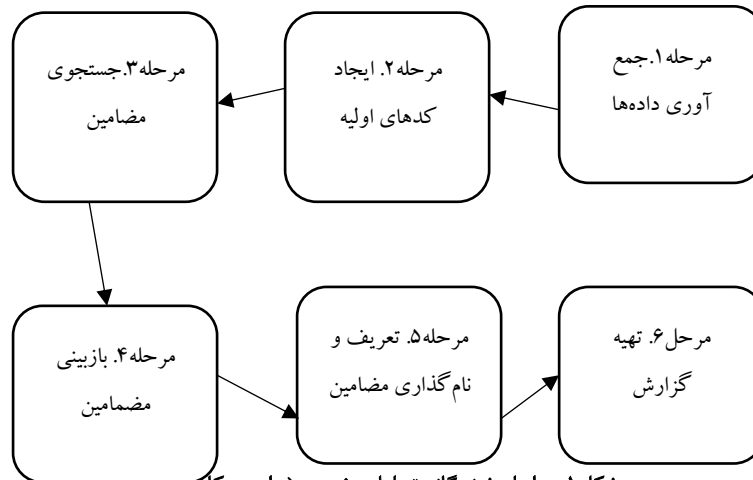 مرحله۱.جمع
آوری داده‌ها
مرحله۲. ایجاد
کدهای اولیه
مرحله۳.جستجوی
مضامین
مرحله۴. بازبینی
مضمامین
مرحله۵. تعریف و
نام‌گذاری مضامین
مرحل۶. تهیه
گزارش